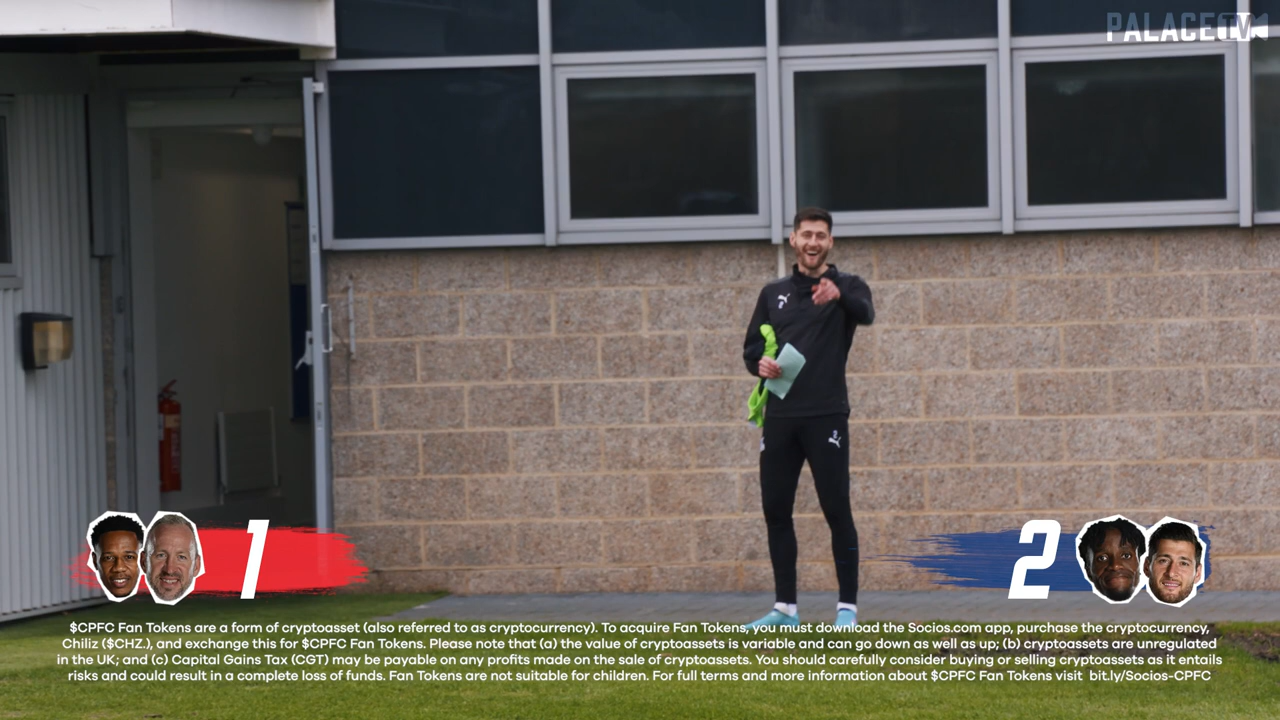 PALACE TV
1
2
$CPFC Fan Tokens are a form of cryptoasset (also referred to as cryptocurrency). To acquire Fan Tokens, you must download the Socios.com app, purchase the cryptocurrency,
Chiliz ($CHZ.), and exchange this for $CPFC Fan Tokens. Please note that (a) the value of cryptoassets is variable and can go down as well as up; (b) cryptoassets are unregulated
in the UK; and (c) Capital Gains Tax (CGT) may be payable on any profits made on the sale of cryptoassets. You should carefully consider buying or selling cryptoassets as it entails
risks and could result in a complete loss of funds. Fan Tokens are not suitable for children. For full terms and more information about $CPFC Fan Tokens visit bit.ly/Socios-CPFC